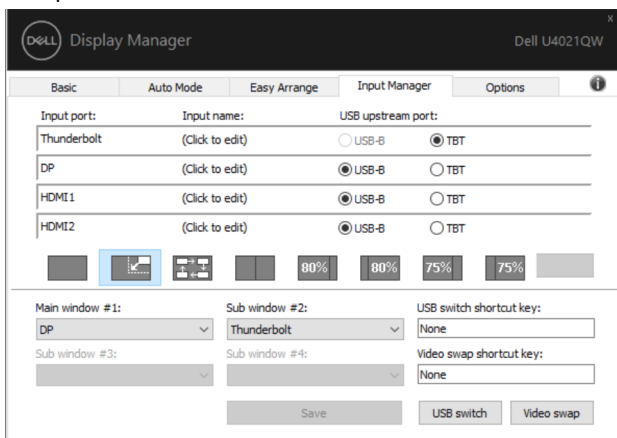 x
DELL Display Manager Dell U4021QW
Basic Auto Mode Easy Arrange Input Manager Options i
Input port: Input name: USB upstream port:
Thunderbolt (Click to edit) USB-B TBT
DP (Click to edit) USB-B TBT
HDMI1 (Click to edit) USB-B TBT
HDMI2 (Click to edit) USB-B TBT
80% 80% 75% 75%
Main window #1: Sub window #2: USB switch shortcut key:
DP Thunderbolt None
Sub window #3: Sub window #4: Video swap shortcut key:
None
Save USB switch Video swap